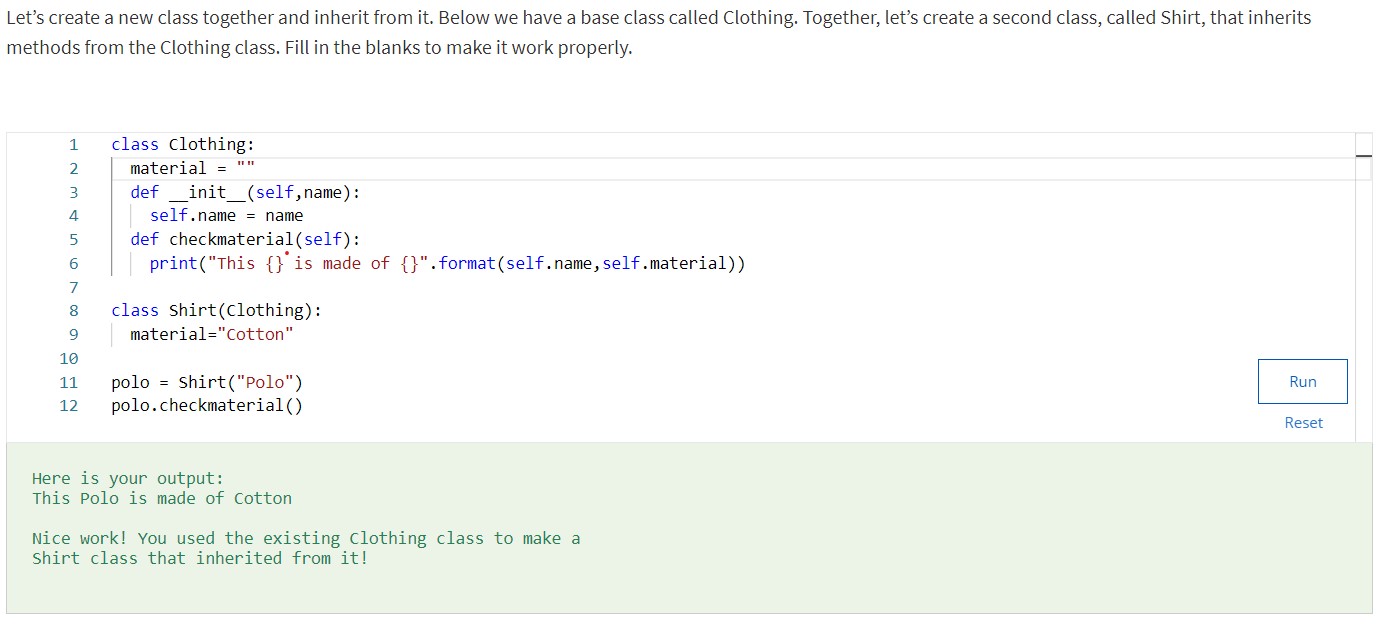 Let’s create a new class together and inherit from it. Below we have a base class called Clothing. Together, let’s create a second class, called Shirt, that inherits
methods from the Clothing class. Fill in the blanks to make it work properly.
1 class Clothing:
2 material = ""
3 def __init__(self,name):
4 self.name = name
5 def checkmaterial(self):
6 print("This {} is made of {}".format(self.name,self.material))
7
8 class Shirt(Clothing):
9 material="Cotton"
10
11 polo = Shirt("Polo")
12 polo.checkmaterial()
Run
Reset
Here is your output:
This Polo is made of Cotton
Nice work! You used the existing Clothing class to make a
Shirt class that inherited from it!